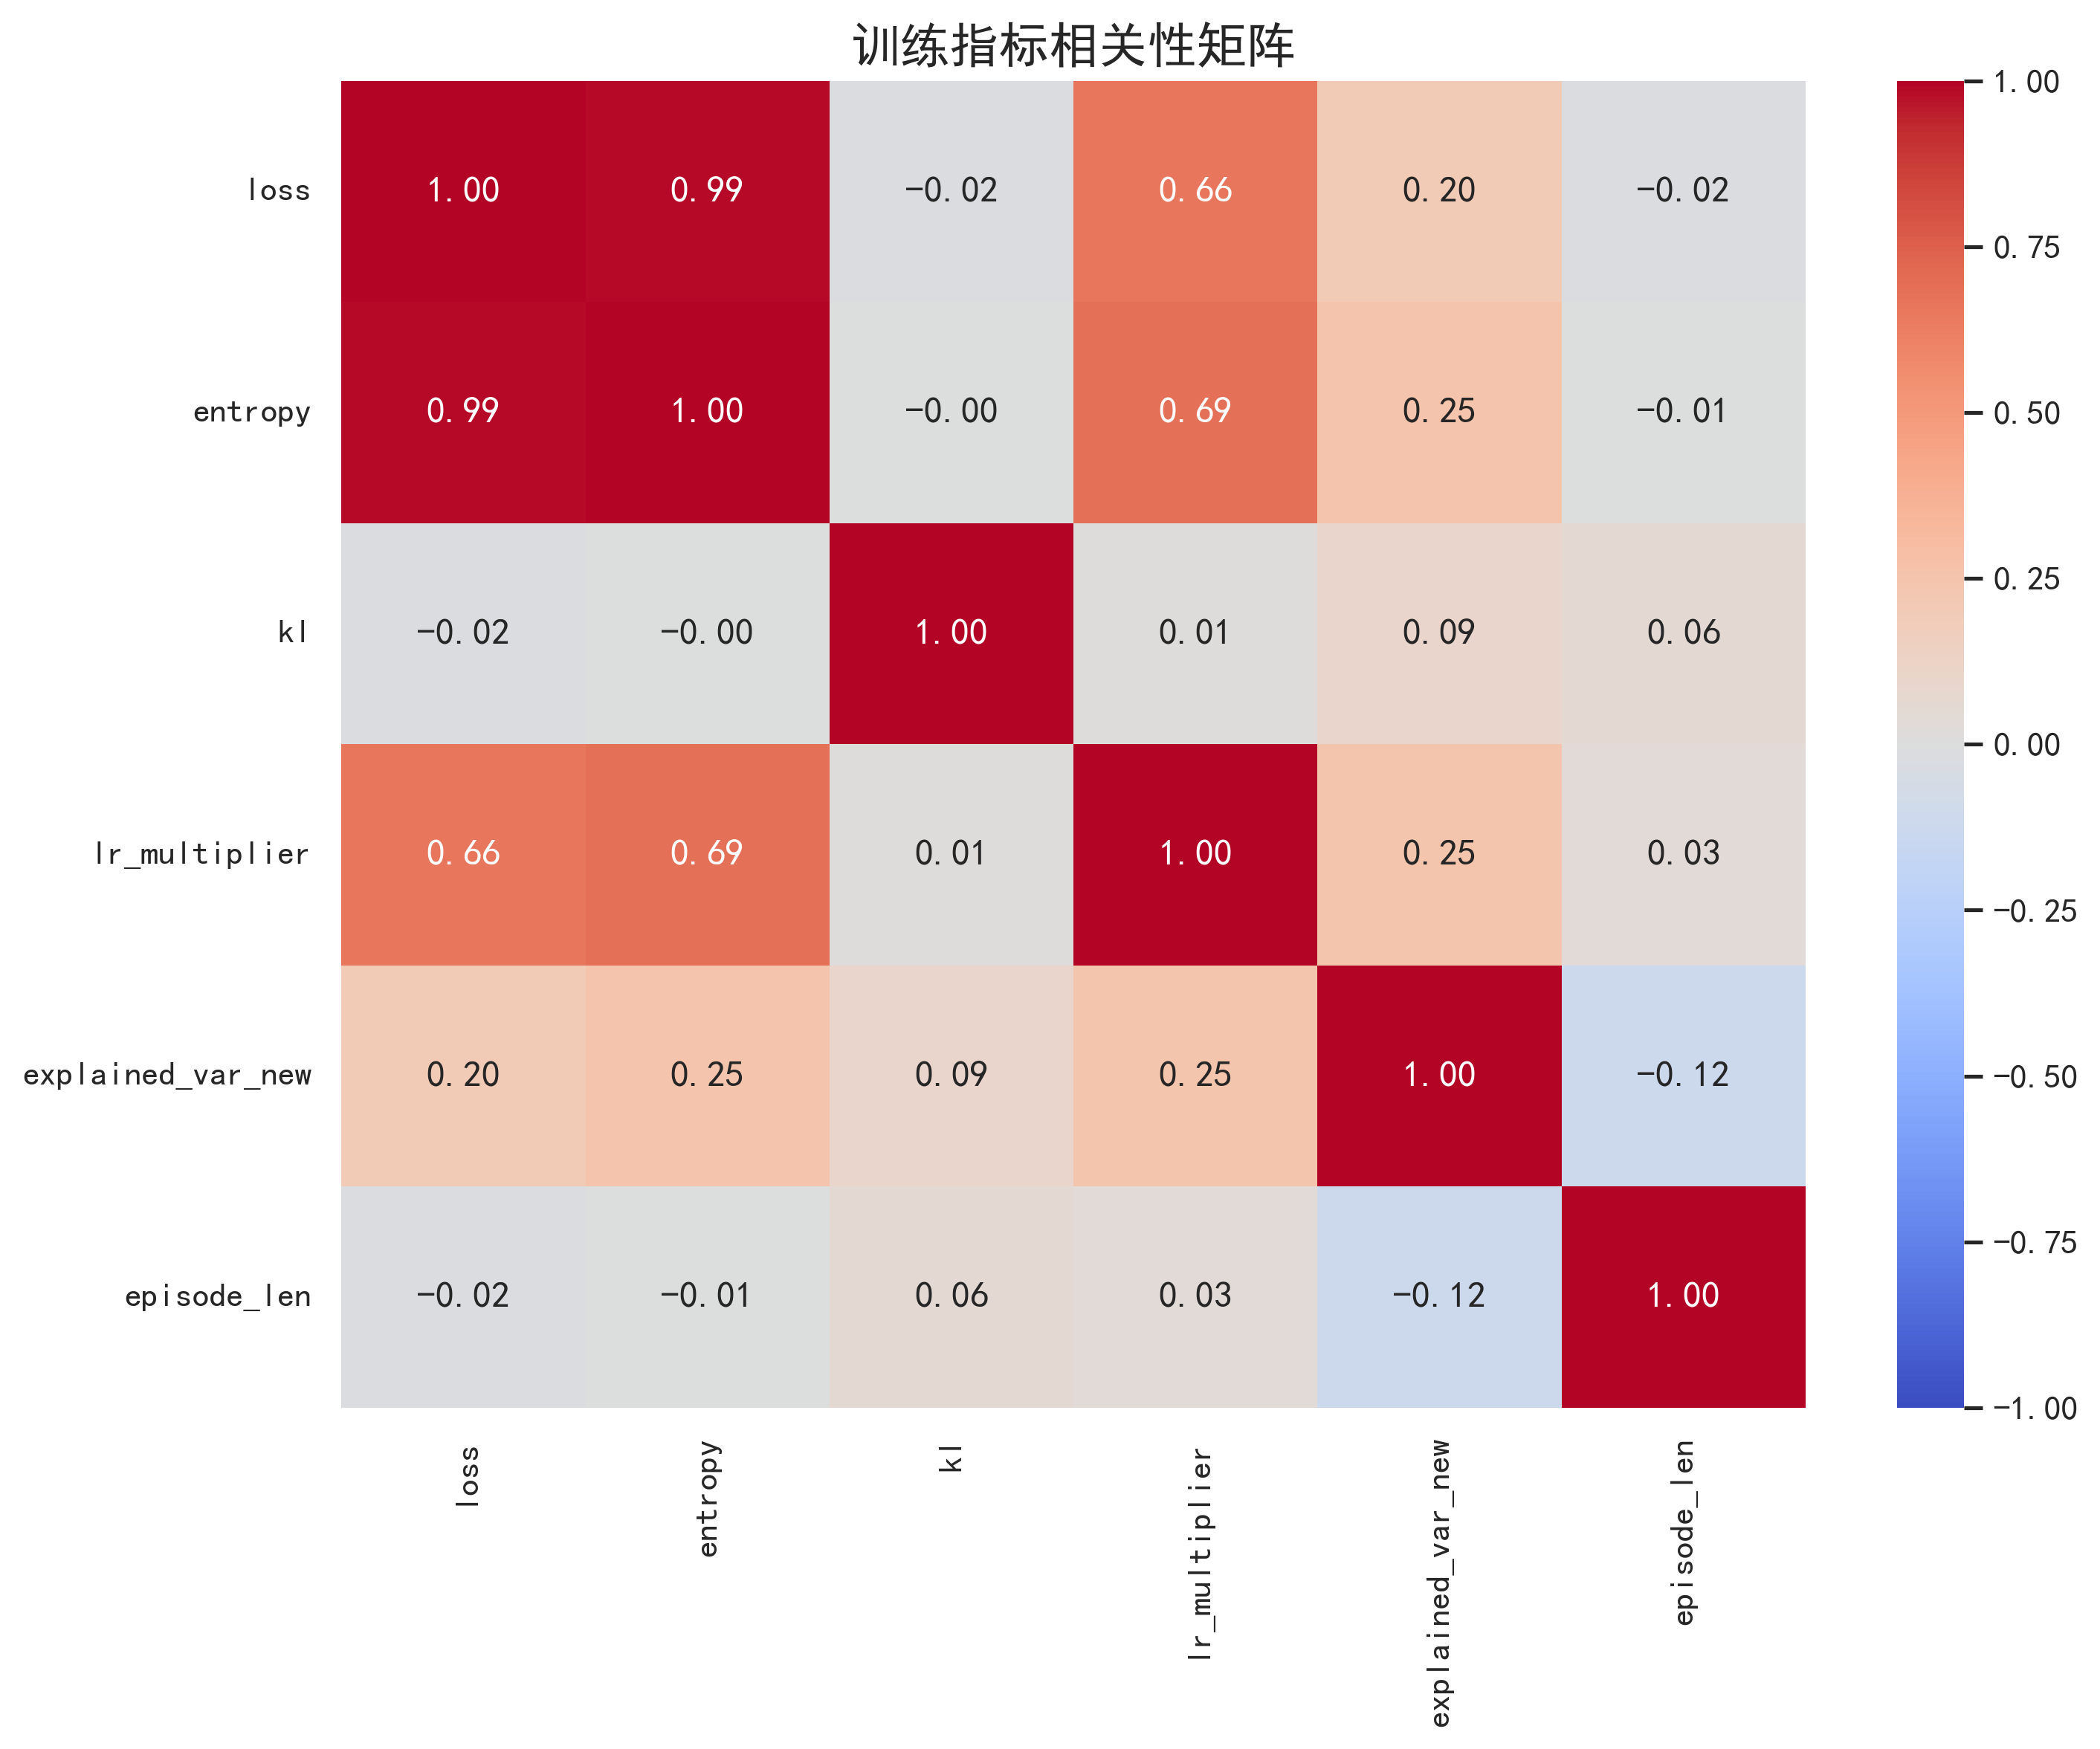 训练指标相关性矩阵
loss 1.00 0.99 −0.02 0.66 0.20 −0.02
entropy 0.99 1.00 −0.00 0.69 0.25 −0.01
kl −0.02 −0.00 1.00 0.01 0.09 0.06
lr_multiplier 0.66 0.69 0.01 1.00 0.25 0.03
explained_var_new 0.20 0.25 0.09 0.25 1.00 −0.12
episode_len −0.02 −0.01 0.06 0.03 −0.12 1.00
loss
entropy
kl
lr_multiplier
explained_var_new
episode_len
1.00
0.75
0.50
0.25
0.00
−0.25
−0.50
−0.75
−1.00